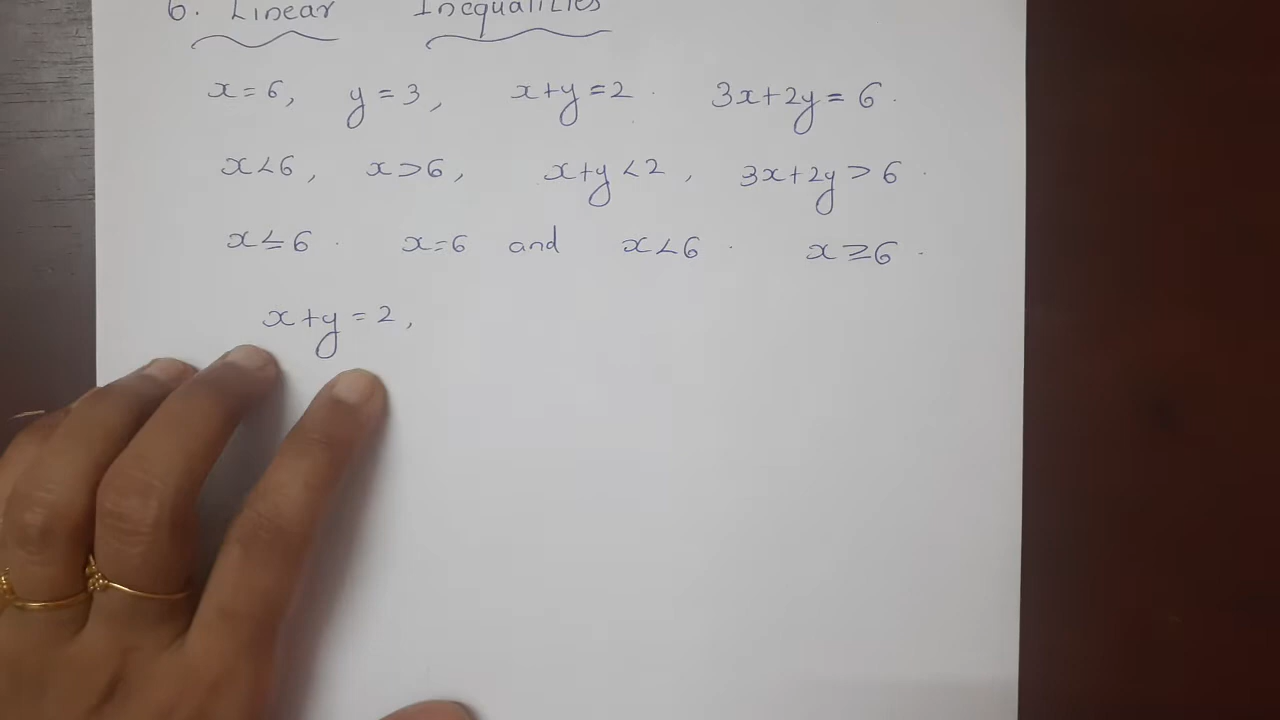 6. Linear Inequalities
x=6, y=3, x+y=2. 3x+2y=6.
x<6, x>6, x+y<2, 3x+2y>6.
x≤6. x=6 and x<6. x≥6.
x+y=2,